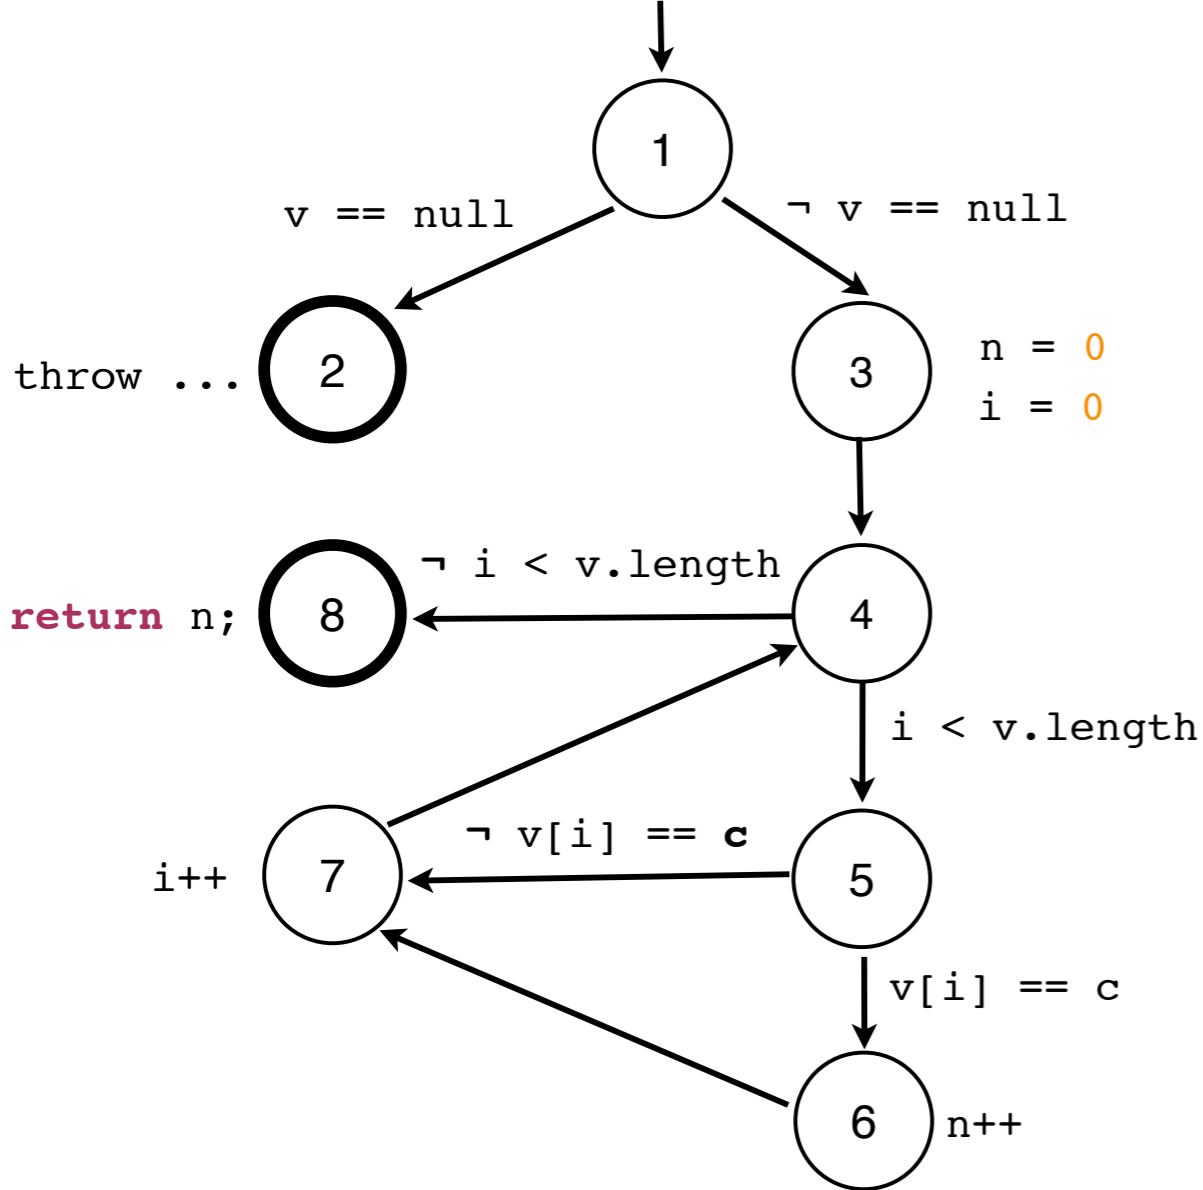 1
v == null
¬ v == null
throw ...
2
3
n = 0
i = 0
¬ i < v.length
return n;
8
4
i < v.length
¬ v[i] == c
i++
7
5
v[i] == c
6
n++